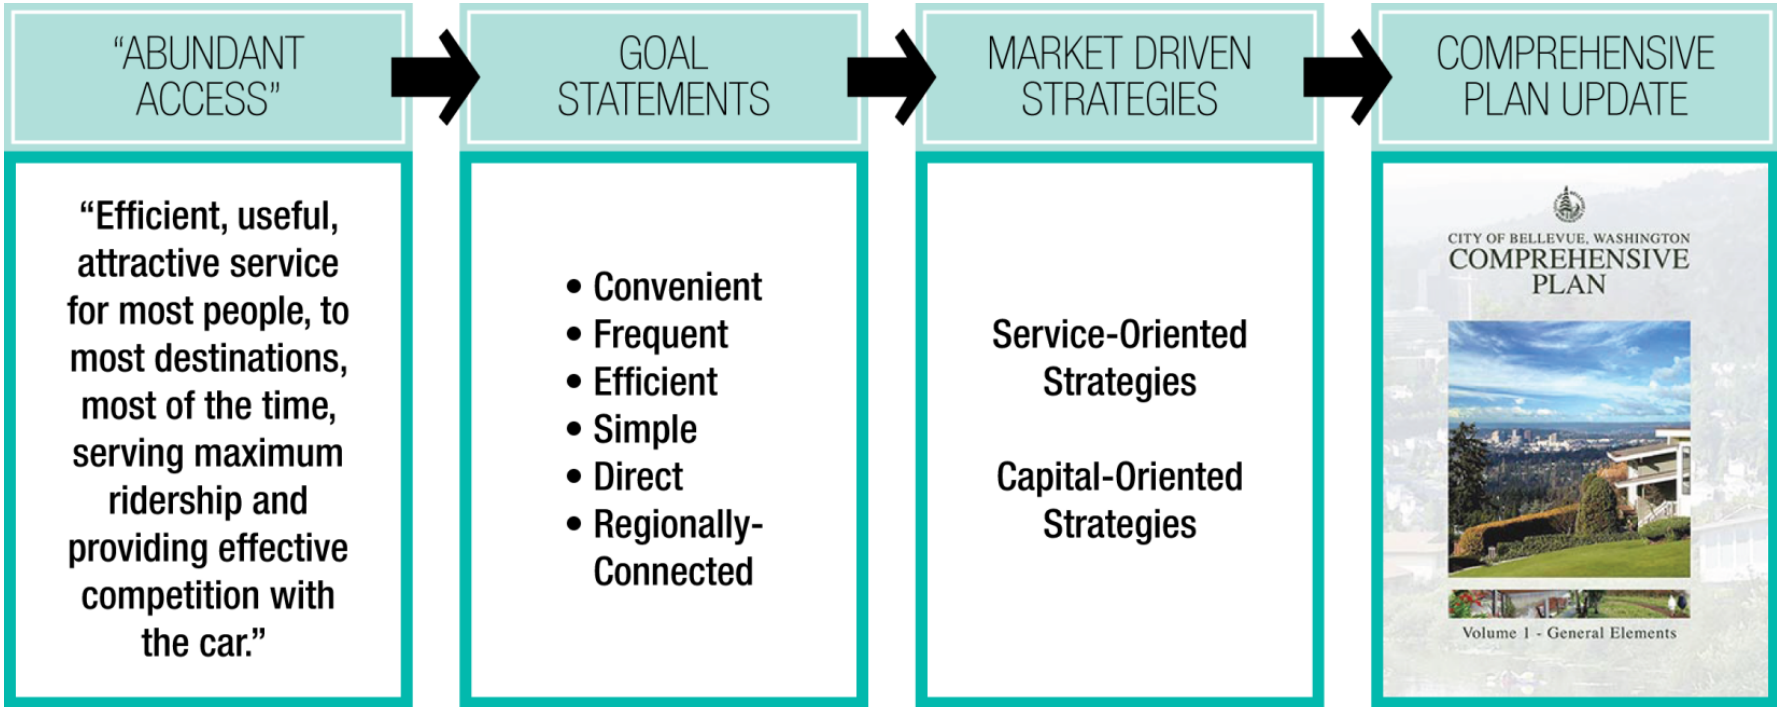 “ABUNDANT
ACCESS”
“Efficient, useful,
attractive service
for most people, to
most destinations,
most of the time,
serving maximum
ridership and
providing effective
competition with
the car.”
GOAL
STATEMENTS
• Convenient
• Frequent
• Efficient
• Simple
• Direct
• Regionally-
Connected
MARKET DRIVEN
STRATEGIES
Service-Oriented
Strategies
Capital-Oriented
Strategies
COMPREHENSIVE
PLAN UPDATE
CITY OF BELLEVUE, WASHINGTON
COMPREHENSIVE
PLAN
Volume 1 - General Elements